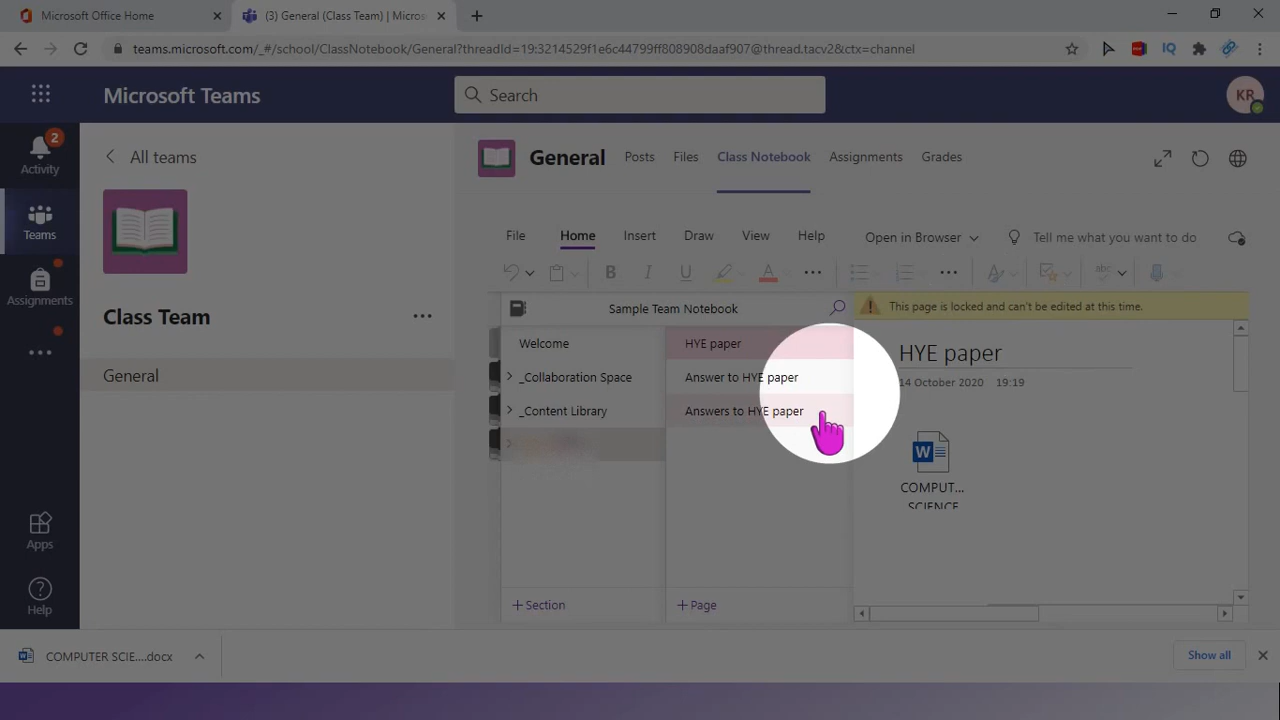 Microsoft Office Home
(3) General (Class Team) | Micros
teams.microsoft.com/_#/school/ClassNotebook/General?threadId=19:3214529f1e6c44799ff808908daaf907@thread.tacv2&ctx=channel
Microsoft Teams
Search
KR
2
Activity
Teams
Assignments
Apps
Help
All teams
Class Team
General
General
Posts
Files
Class Notebook
Assignments
Grades
File
Home
Insert
Draw
View
Help
Open in Browser
Tell me what you want to do
B I U A abc
Sample Team Notebook
Welcome
_Collaboration Space
_Content Library
+ Section
HYE paper
Answer to HYE paper
Answers to HYE paper
+ Page
This page is locked and can't be edited at this time.
HYE paper
14 October 2020 19:19
W
COMPUT...
SCIENCE
COMPUTER SCIE....docx
Show all